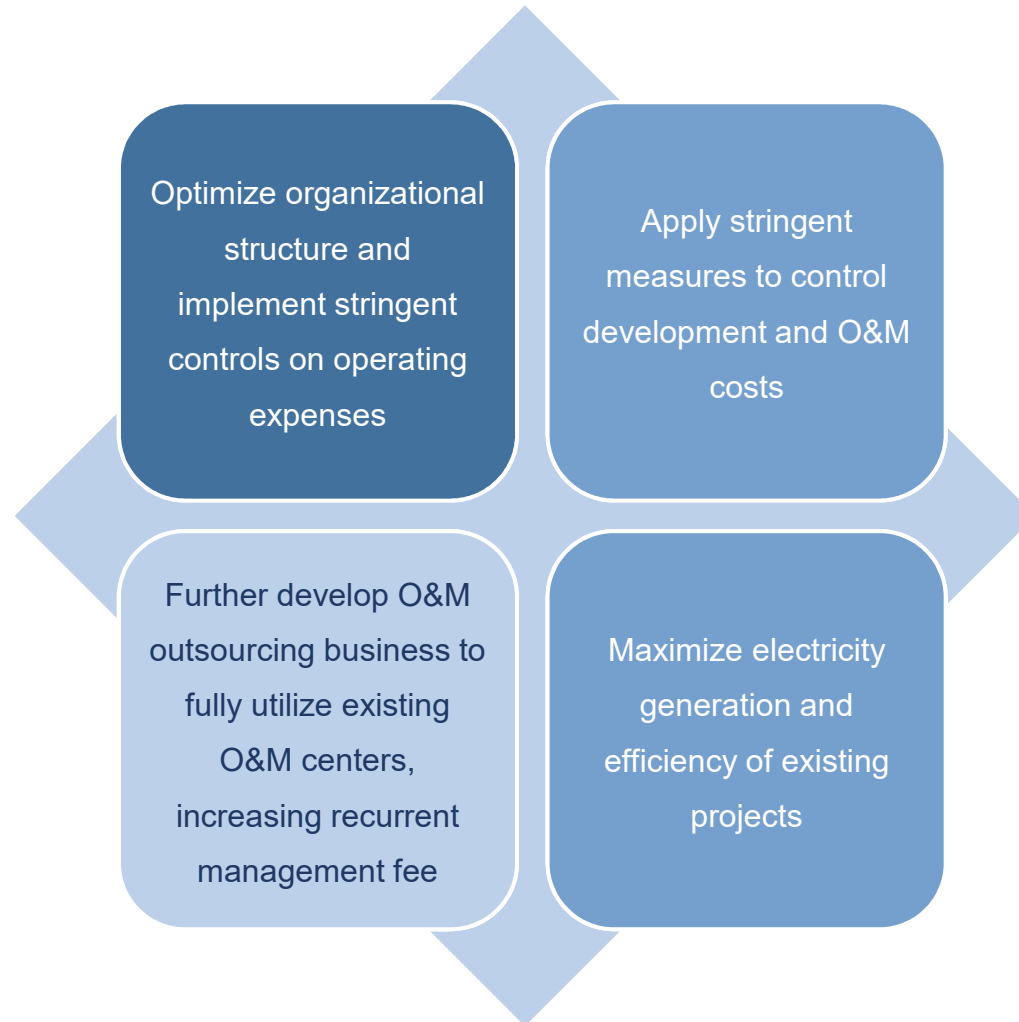 Optimize organizational
structure and
implement stringent
controls on operating
expenses
Apply stringent
measures to control
development and O&M
costs
Further develop O&M
outsourcing business to
fully utilize existing
O&M centers,
increasing recurrent
management fee
Maximize electricity
generation and
efficiency of existing
projects